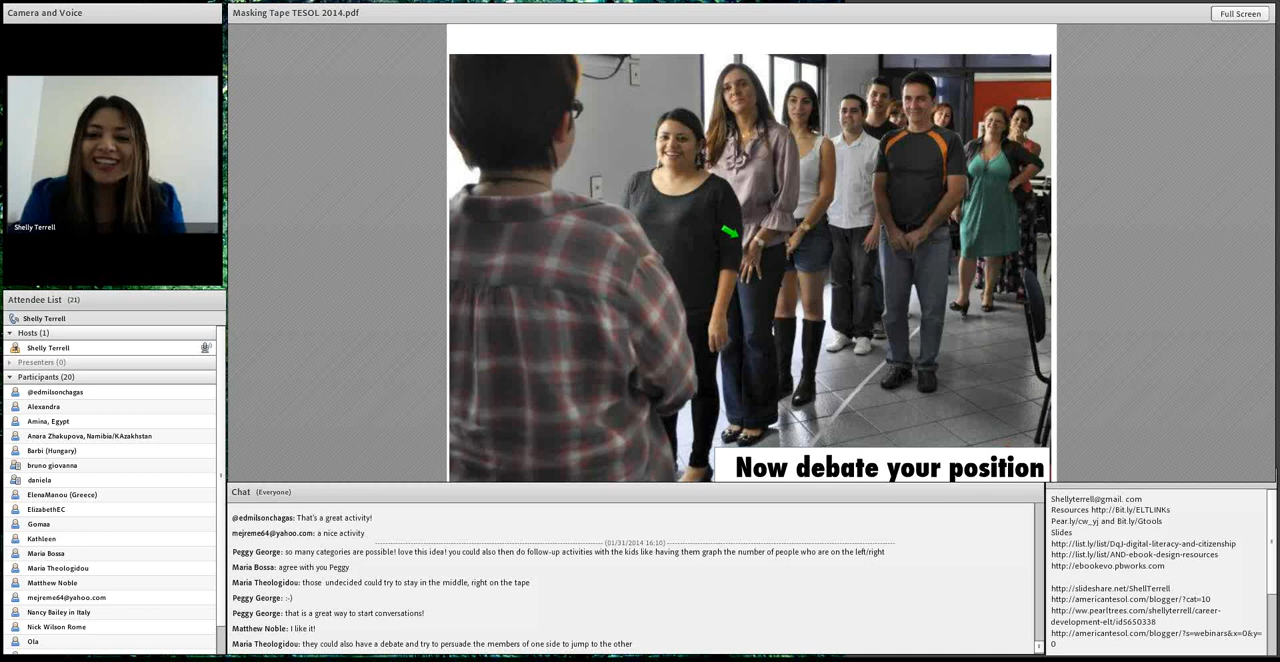 Camera and Voice
Shelly Terrell
Attendee List (21)
Shelly Terrell
Hosts (1)
Shelly Terrell
Presenters (0)
Participants (20)
@edmilsonchagas
Alexandra
Amina, Egypt
Anara Zhakupova, Namibia/KAzakhstan
Barbi (Hungary)
bruno giovanna
daniela
ElenaManou (Greece)
ElizabethEC
Gomaa
Kathleen
Maria Bossa
Maria Theologidou
Matthew Noble
mejreme64@yahoo.com
Nancy Bailey in Italy
Nick Wilson Rome
Ola
Masking Tape TESOL 2014.pdf
Full Screen
Now debate your position
Chat (Everyone)
@edmilsonchagas: That's a great activity!
mejreme64@yahoo.com: a nice activity
(01/31/2014 16:10)
Peggy George: so many categories are possible! love this idea! you could also then do follow-up activities with the kids like having them graph the number of people who are on the left/right
Maria Bossa: agree with you Peggy
Maria Theologidou: those undecided could try to stay in the middle, right on the tape
Peggy George: :-)
Peggy George: that is a great way to start conversations!
Matthew Noble: I like it!
Maria Theologidou: they could also have a debate and try to persuade the members of one side to jump to the other
Shellyterrell@gmail. com
Resources http://Bit.ly/ELTLINKs
Pear.ly/cw_yj and Bit.ly/Gtools
Slides
http://list.ly/list/DqJ-digital-literacy-and-citizenship
http://list.ly/list/AND-ebook-design-resources
http://ebookevo.pbworks.com
http://slideshare.net/ShellTerrell
http://americantesol.com/blogger/?cat=10
http://ww.pearltrees.com/shellyterrell/career-
development-elt/id5650338
http://americantesol.com/blogger/?s=webinars&x=0&y=
0